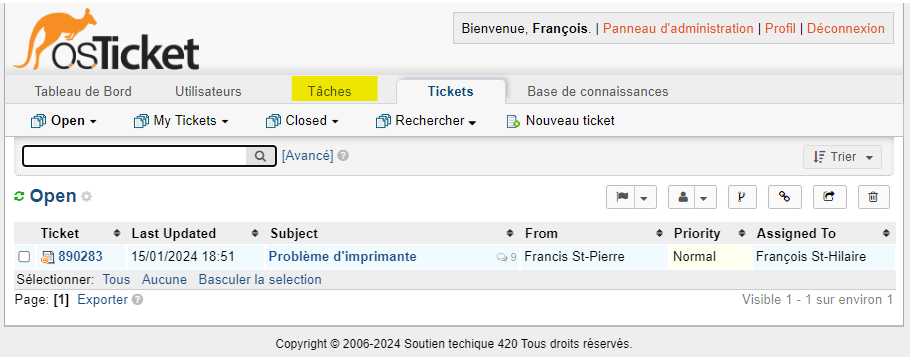 osTicket
Bienvenue, François. | Panneau d'administration | Profil | Déconnexion
Tableau de Bord Utilisateurs Tâches Tickets Base de connaissances
Open My Tickets Closed Rechercher Nouveau ticket
[Avancé] ? Trier
Open
Ticket Last Updated Subject From Priority Assigned To
890283 15/01/2024 18:51 Problème d'imprimante 9 Francis St-Pierre Normal François St-Hilaire
Sélectionner: Tous Aucune Basculer la selection
Page: [1] Exporter ? Visible 1 - 1 sur environ 1
Copyright © 2006-2024 Soutien techique 420 Tous droits réservés.